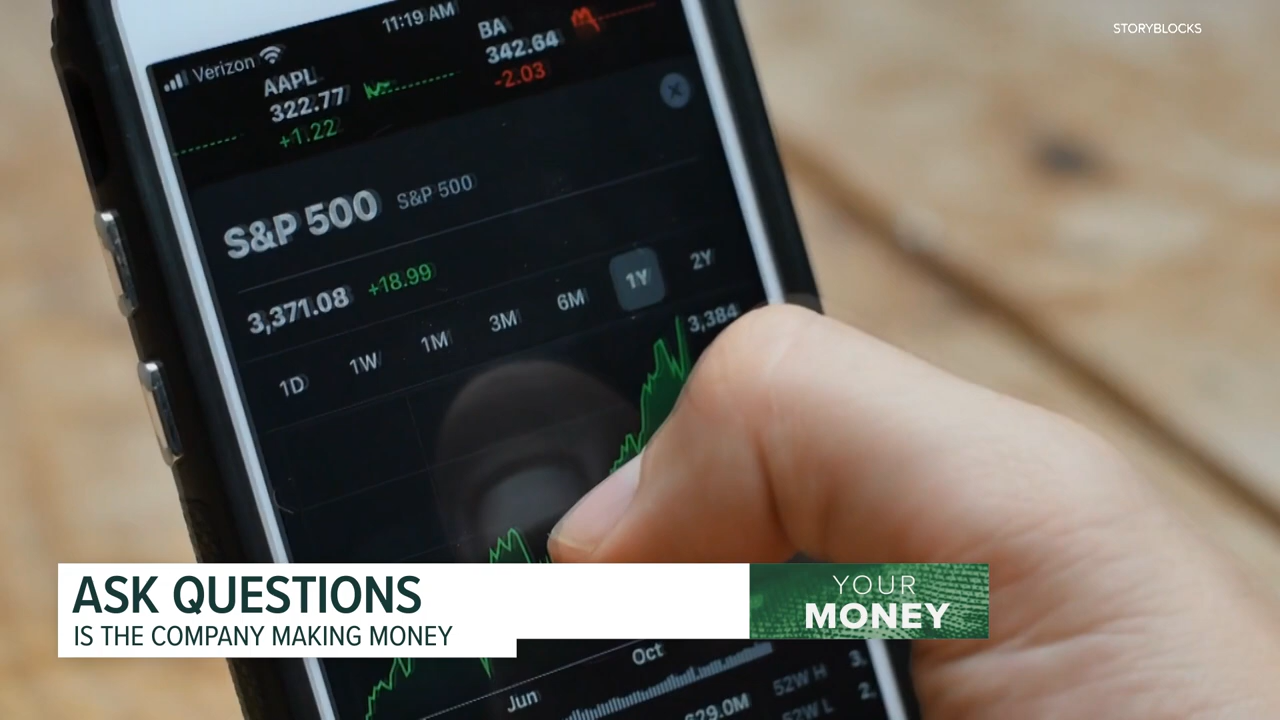 STORYBLOCKS
11:19 AM
Verizon
AAPL
322.77
+1.22
BA
342.64
-2.03
S&P 500 S&P 500
3,371.08 +18.99
1D 1W 1M 3M 6M 1Y 2Y
3,384
ASK QUESTIONS
IS THE COMPANY MAKING MONEY
YOUR
MONEY
Jun Oct
629.0M
52W H 3,
52W L 2,